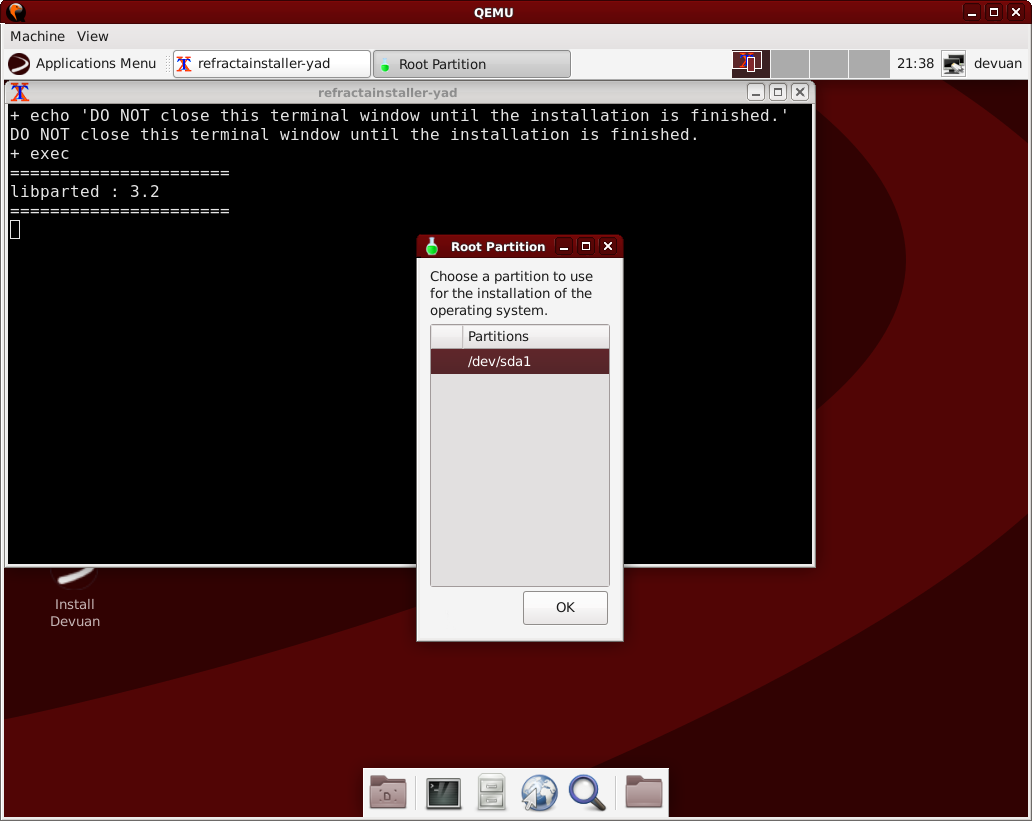 QEMU
Machine View
Applications Menu refractainstaller-yad Root Partition 21:38 devuan
refractainstaller-yad
+ echo 'DO NOT close this terminal window until the installation is finished.'
DO NOT close this terminal window until the installation is finished.
+ exec
======================
libparted : 3.2
======================
Root Partition
Choose a partition to use
for the installation of the
operating system.
Partitions
/dev/sda1
OK
Install
Devuan